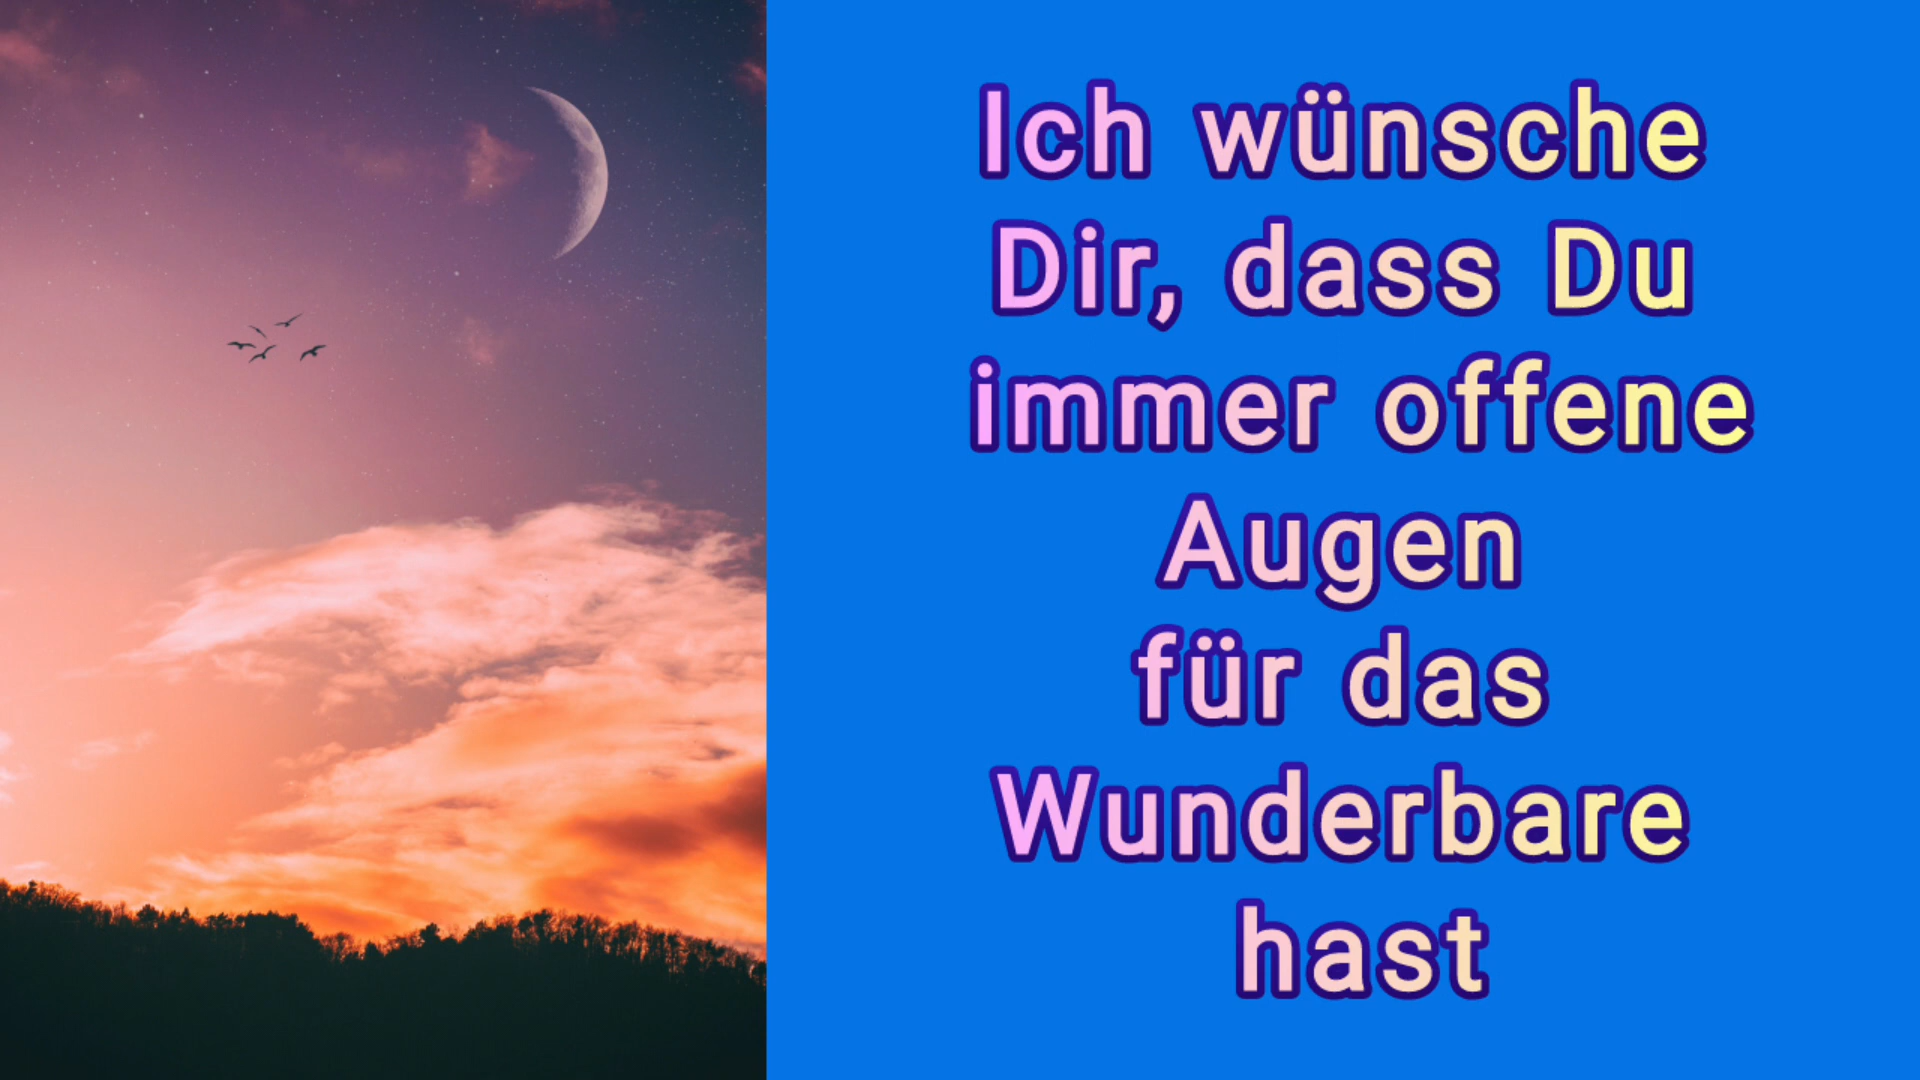 Ich wünsche
Dir, dass Du
immer offene
Augen
für das
Wunderbare
hast